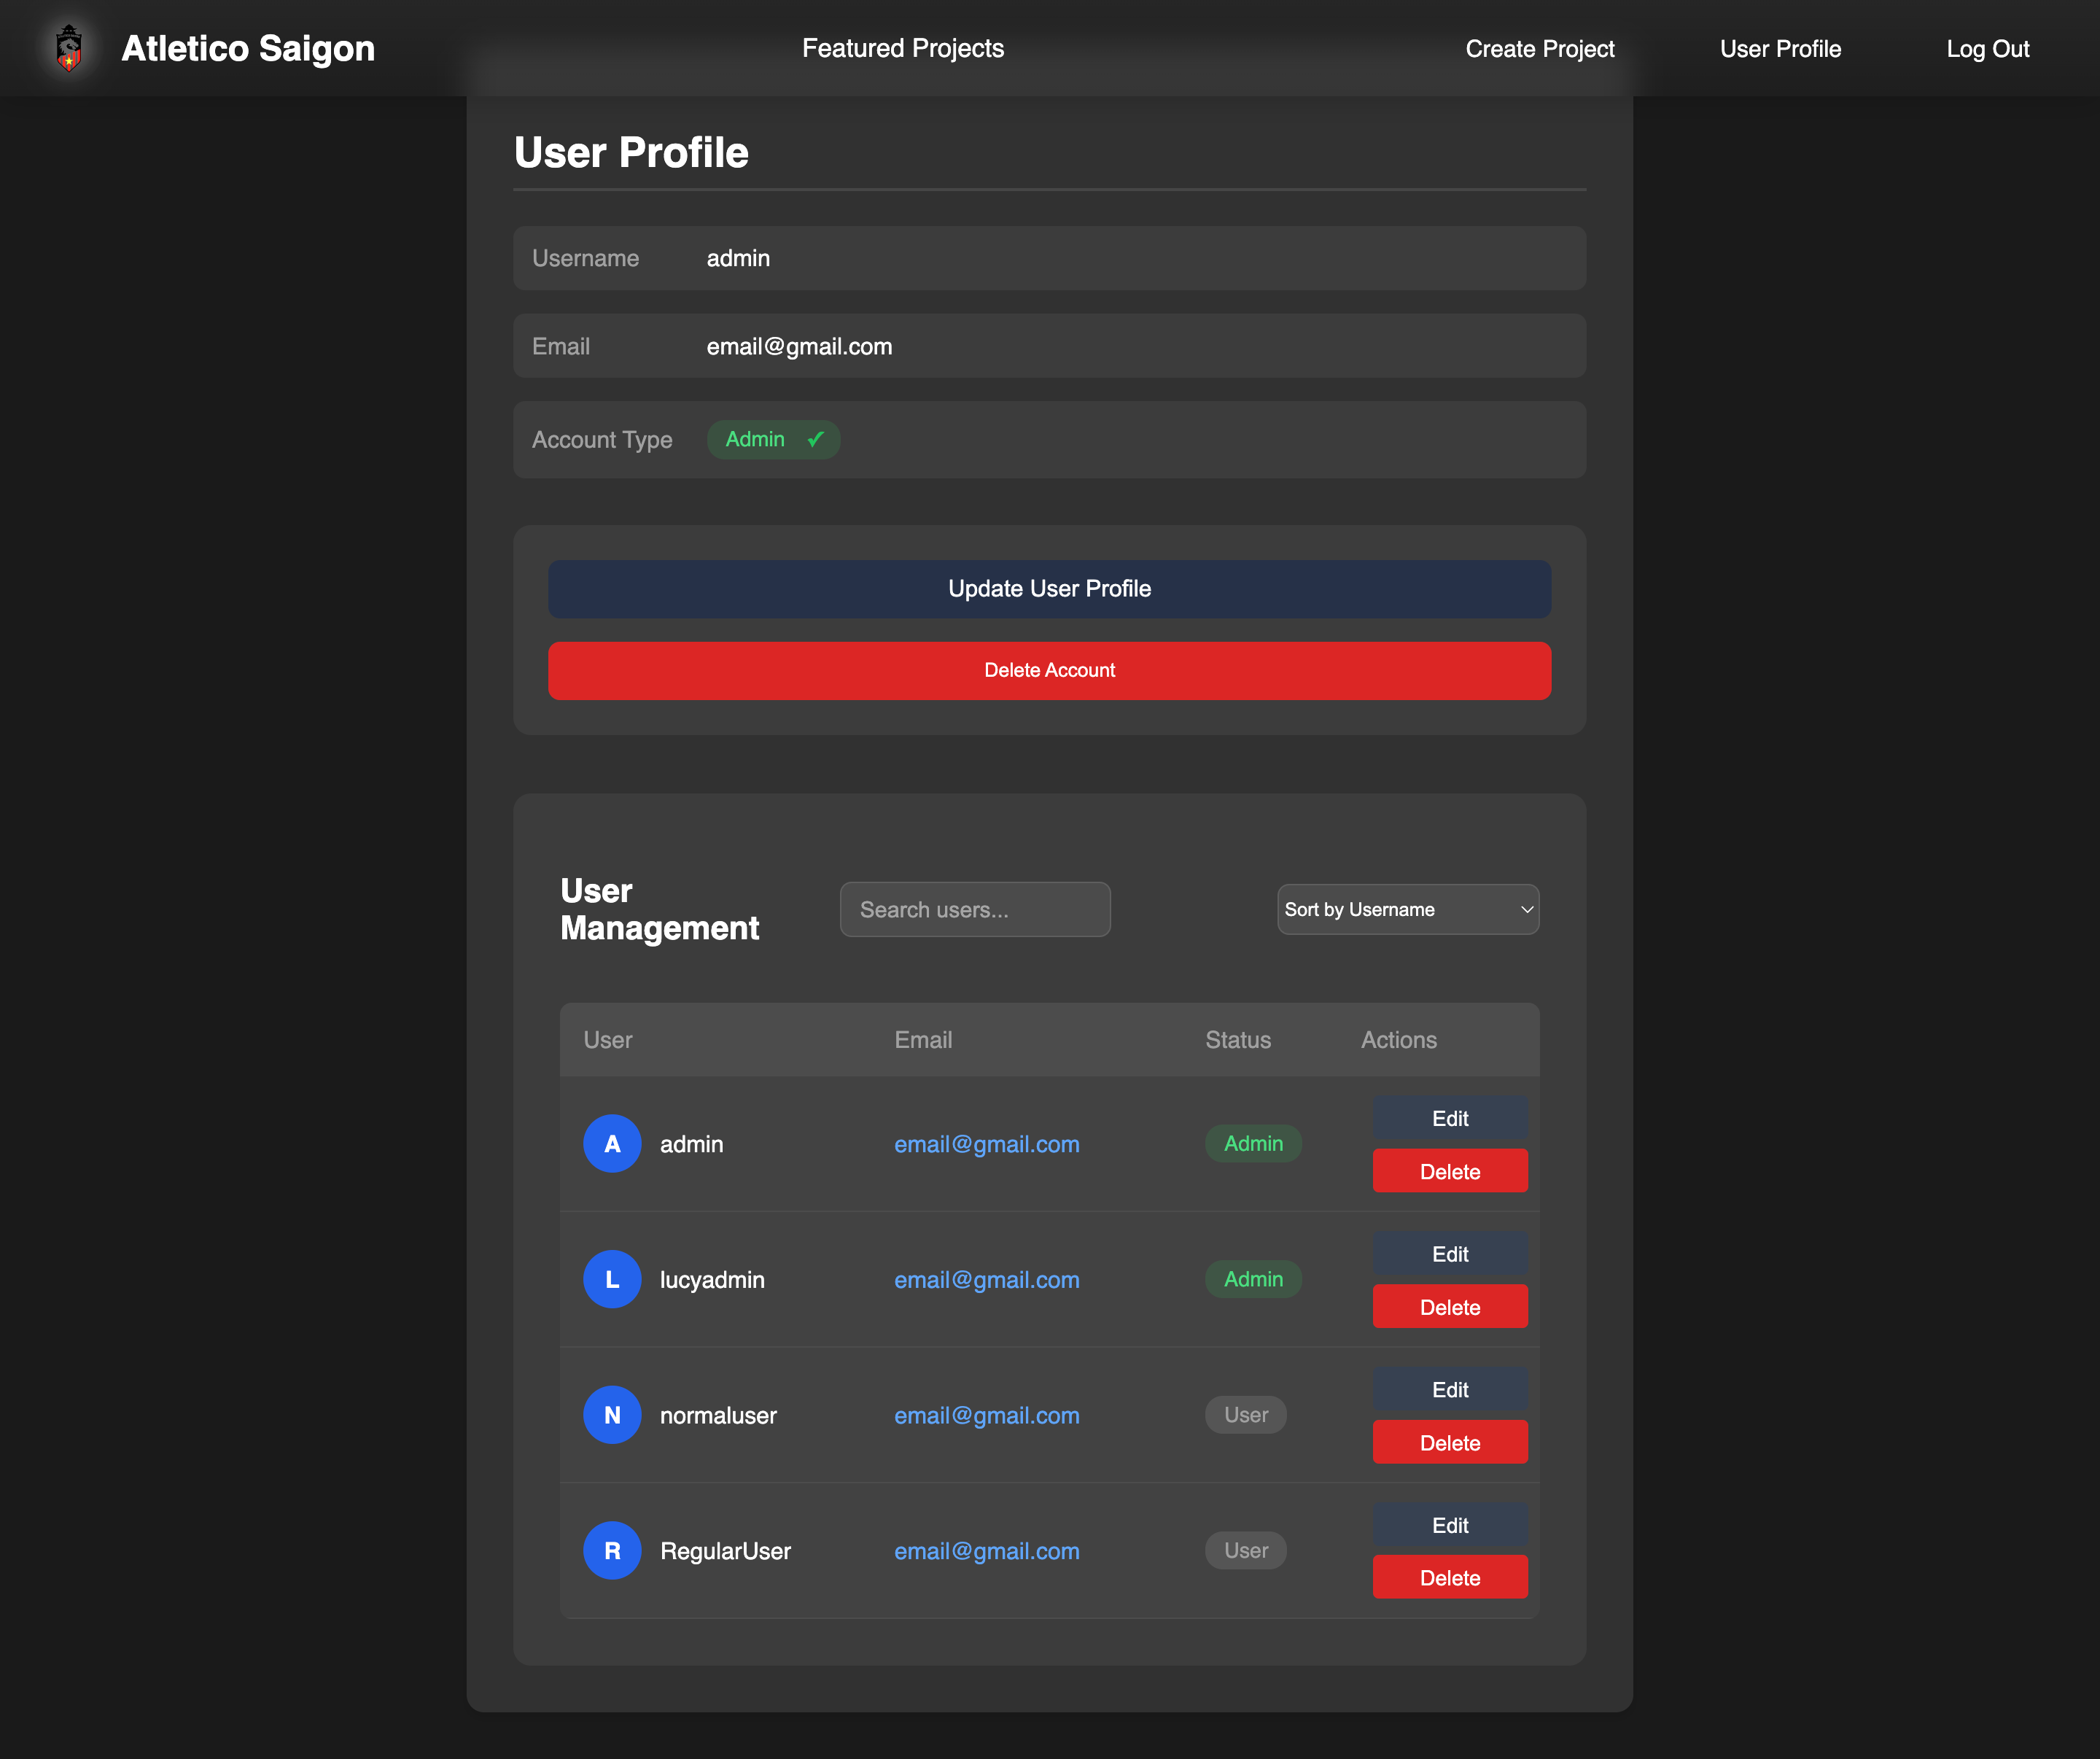 Atletico Saigon
Featured Projects
Create Project
User Profile
Log Out
User Profile
Username admin
Email email@gmail.com
Account Type Admin ✓
Update User Profile
Delete Account
User
Management
Search users...
Sort by Username
User Email Status Actions
A admin email@gmail.com Admin Edit
Delete
L lucyadmin email@gmail.com Admin Edit
Delete
N normaluser email@gmail.com User Edit
Delete
R RegularUser email@gmail.com User Edit
Delete